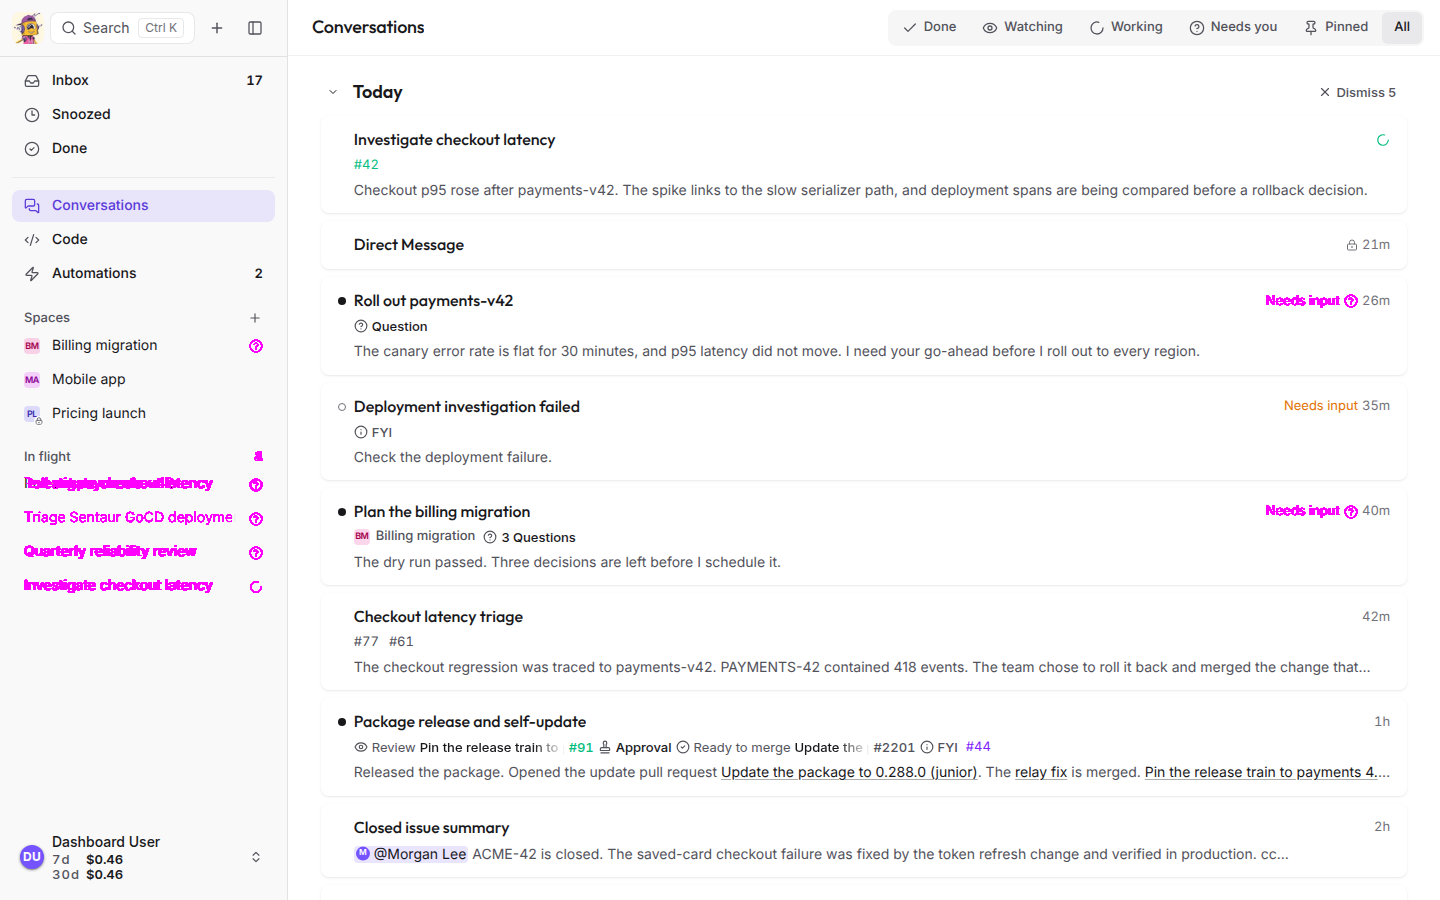 Search Ctrl K
Inbox 17
Snoozed
Done
Conversations
Code
Automations 2
Spaces
BM Billing migration
MA Mobile app
PL Pricing launch
In flight
Triage Sentaur GoCD deployme
Quarterly reliability review
Investigate checkout latency
DU Dashboard User
7d $0.46
30d $0.46
Conversations
Done Watching Working Needs you Pinned All
Today Dismiss 5
Investigate checkout latency
#42
Checkout p95 rose after payments-v42. The spike links to the slow serializer path, and deployment spans are being compared before a rollback decision.
Direct Message 21m
Roll out payments-v42 Needs input 26m
Question
The canary error rate is flat for 30 minutes, and p95 latency did not move. I need your go-ahead before I roll out to every region.
Deployment investigation failed Needs input 35m
FYI
Check the deployment failure.
Plan the billing migration Needs input 40m
BM Billing migration 3 Questions
The dry run passed. Three decisions are left before I schedule it.
Checkout latency triage 42m
#77 #61
The checkout regression was traced to payments-v42. PAYMENTS-42 contained 418 events. The team chose to roll it back and merged the change that...
Package release and self-update 1h
Review Pin the release train to #91 Approval Ready to merge Update the #2201 FYI #44
Released the package. Opened the update pull request Update the package to 0.288.0 (junior). The relay fix is merged. Pin the release train to payments 4....
Closed issue summary 2h
M @Morgan Lee ACME-42 is closed. The saved-card checkout failure was fixed by the token refresh change and verified in production. cc...